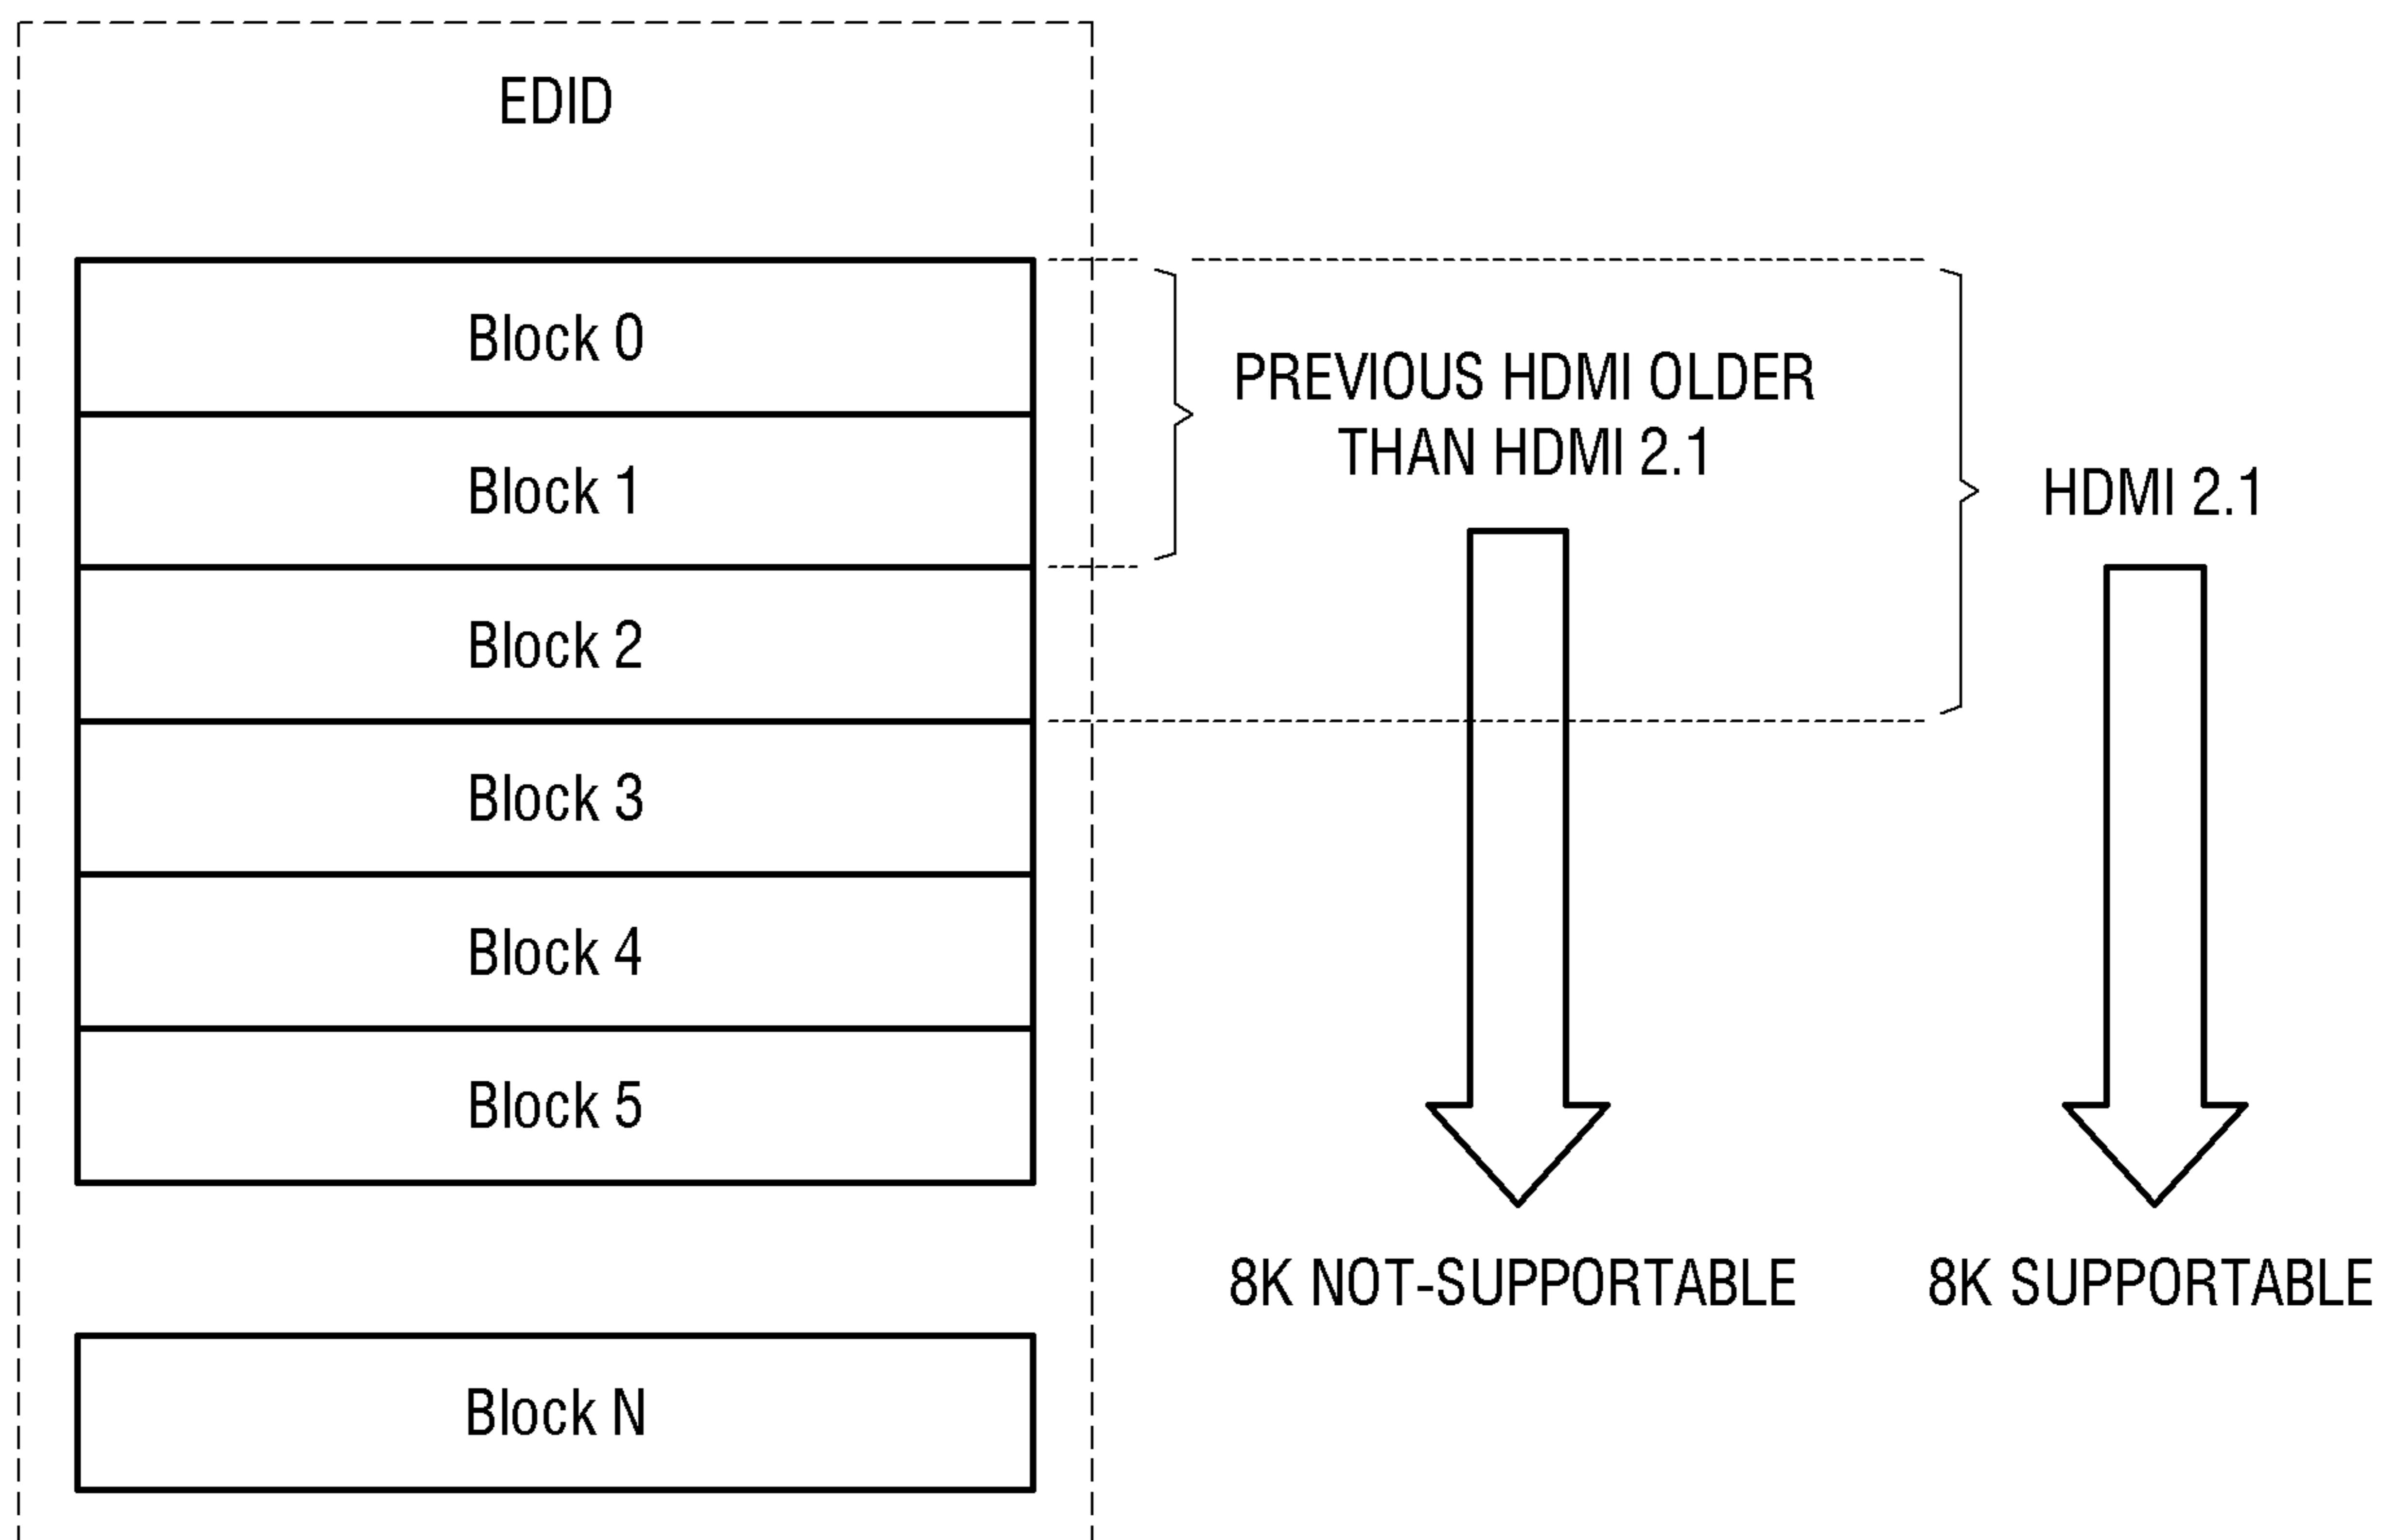 EDID
Block 0
Block 1
Block 2
Block 3
Block 4
Block 5
Block N
PREVIOUS HDMI OLDER
THAN HDMI 2.1
8K NOT-SUPPORTABLE
HDMI 2.1
8K SUPPORTABLE